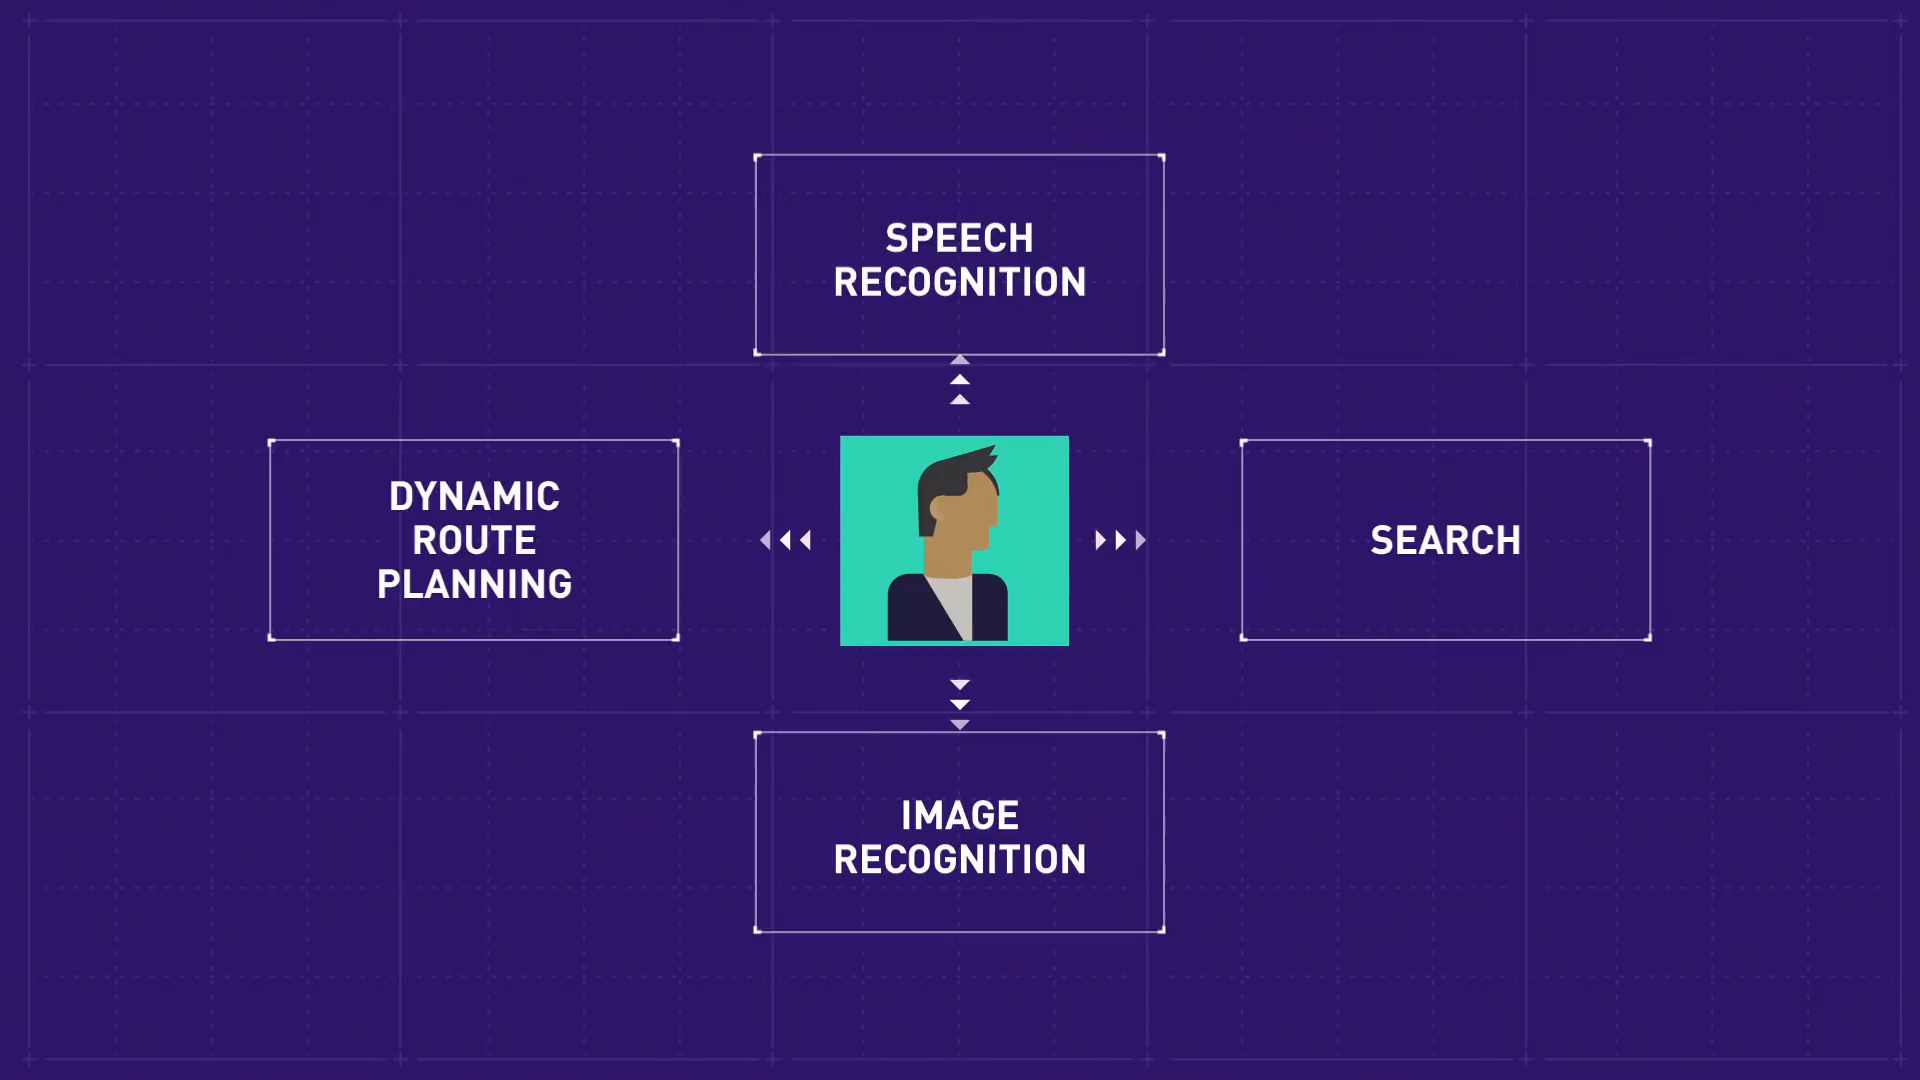 SPEECH
RECOGNITION
DYNAMIC
ROUTE
PLANNING
SEARCH
IMAGE
RECOGNITION